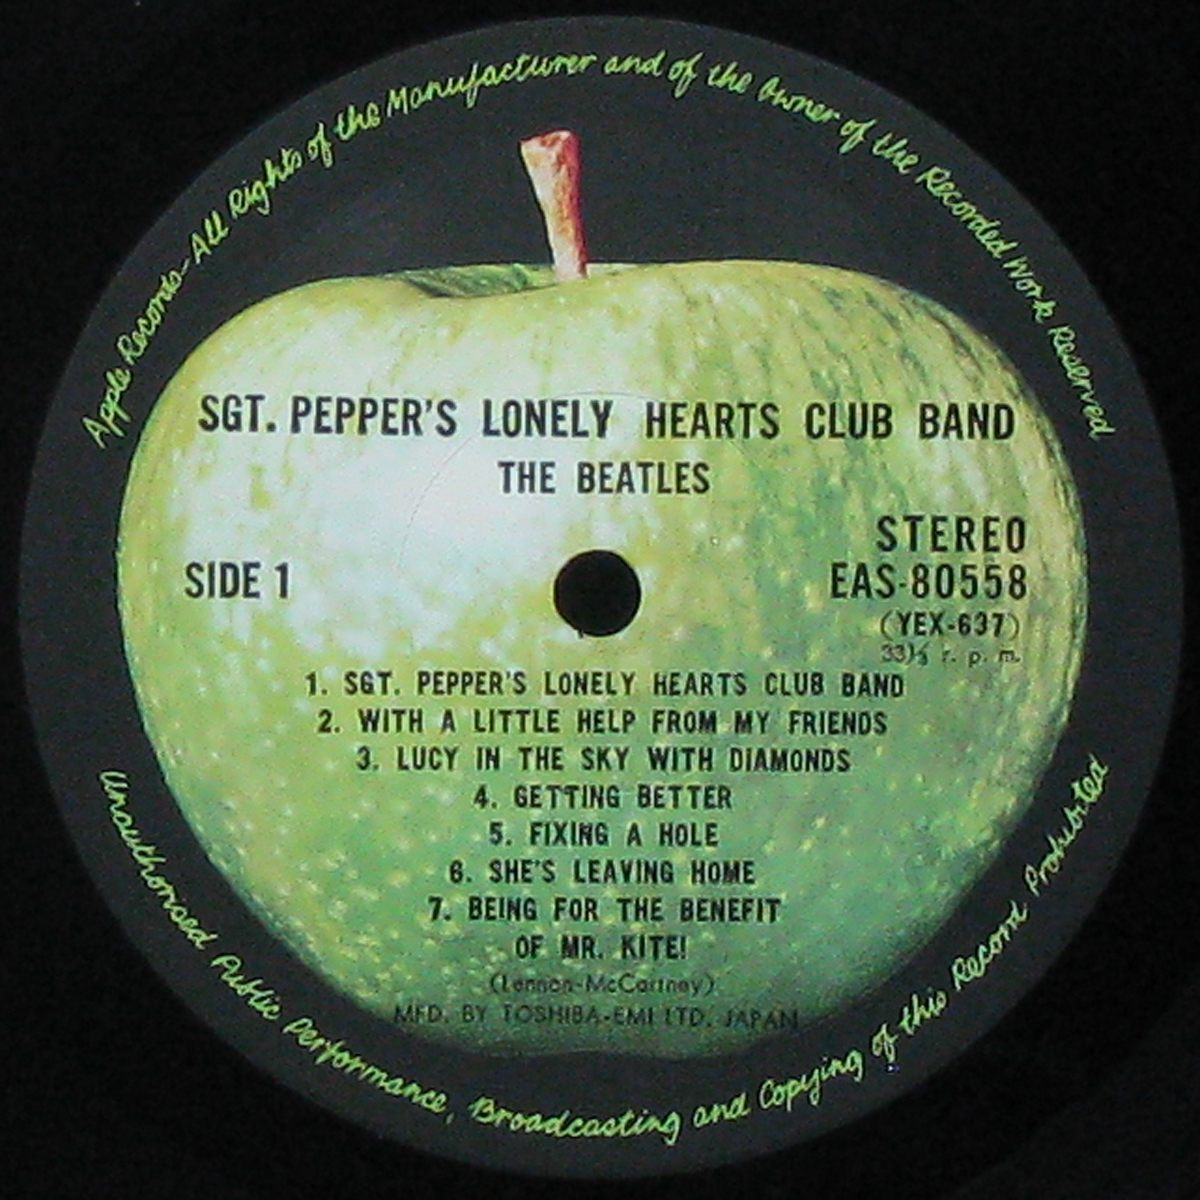 Apple Records-All Rights of the Manufacturer and of the Owner of the Recorded Work Reserved
SGT. PEPPER'S LONELY HEARTS CLUB BAND
THE BEATLES
STEREO
SIDE 1
EAS-80558
(YEX-637)
33⅓ r. p. m.
1. SGT. PEPPER'S LONELY HEARTS CLUB BAND
2. WITH A LITTLE HELP FROM MY FRIENDS
3. LUCY IN THE SKY WITH DIAMONDS
4. GETTING BETTER
5. FIXING A HOLE
6. SHE'S LEAVING HOME
7. BEING FOR THE BENEFIT
OF MR. KITE!
(Lennon-McCartney)
MFD. BY TOSHIBA-EMI LTD. JAPAN
Unauthorised Public Performance, Broadcasting and Copying of this Record Prohibited